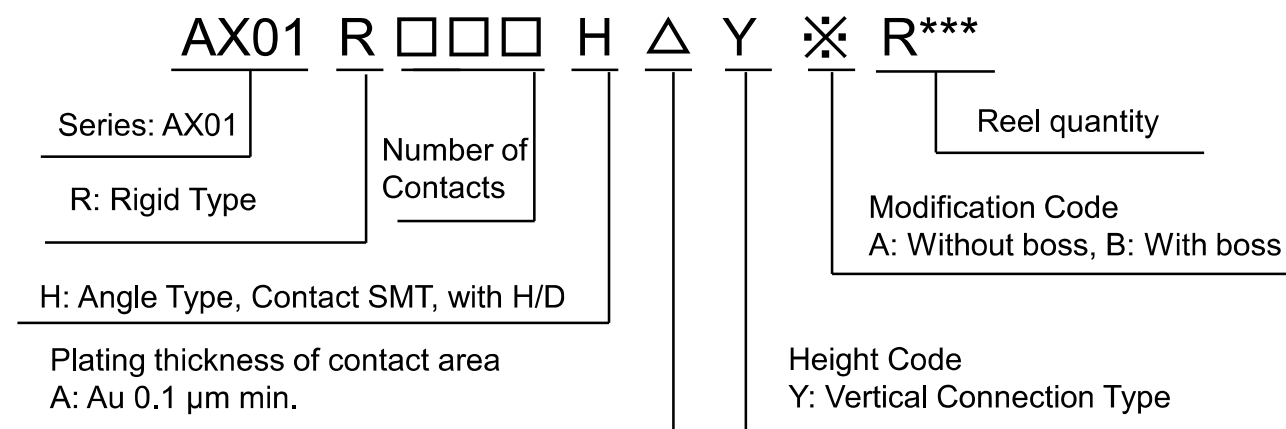 AX01 R □□□ H △ Y ※ R***
Series: AX01
Number of
Contacts
Reel quantity
R: Rigid Type
Modification Code
A: Without boss, B: With boss
H: Angle Type, Contact SMT, with H/D
Plating thickness of contact area
A: Au 0.1 µm min.
Height Code
Y: Vertical Connection Type